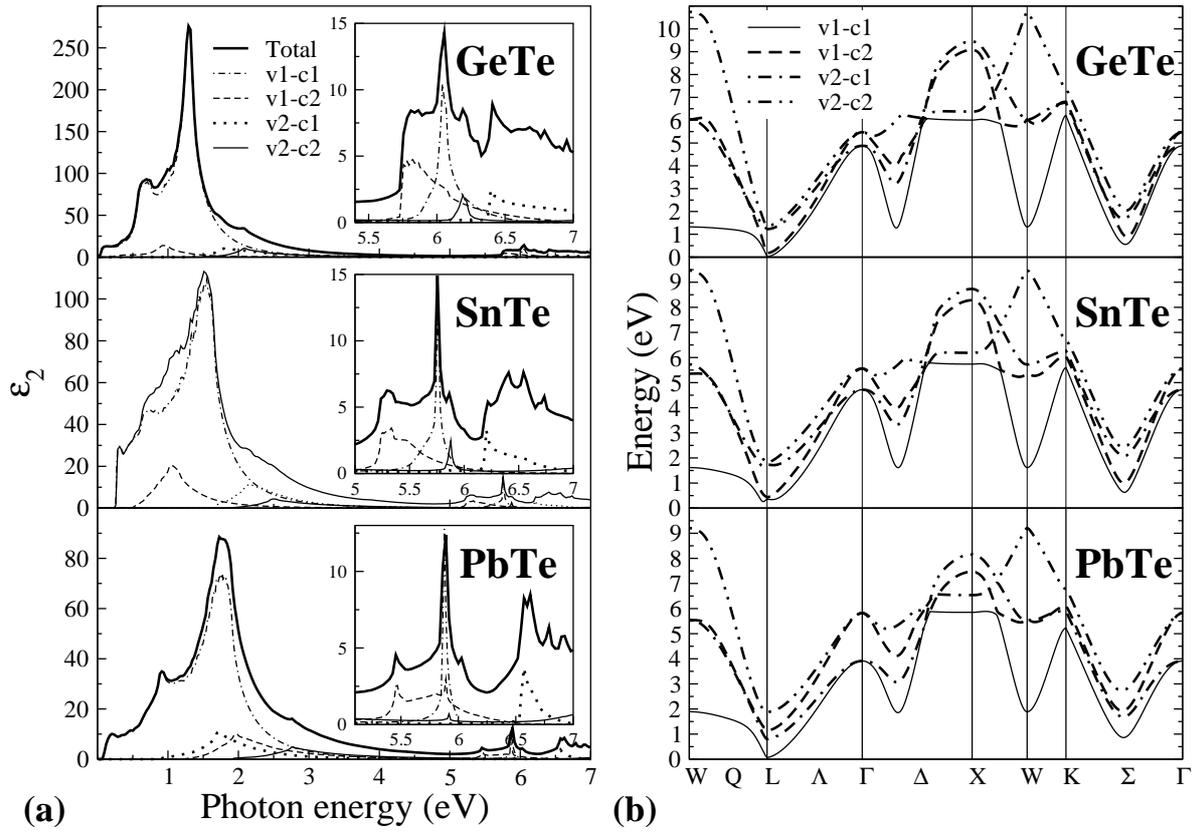 250
200
150
100
50
0
Total
v1-c1
v1-c2
v2-c1
v2-c2
15
10
5
0
5.5 6 6.5 7
GeTe
100
80
60
40
20
0
15
10
5
0
5 5.5 6 6.5 7
SnTe
80
60
40
20
0
10
5
0
5.5 6 6.5 7
PbTe
ε2
1 2 3 4 5 6 7
(a) Photon energy (eV)
10
9
8
7
6
5
4
3
2
1
0
v1-c1
v1-c2
v2-c1
v2-c2
GeTe
9
8
7
6
5
4
3
2
1
0
SnTe
9
8
7
6
5
4
3
2
1
0
PbTe
Energy (eV)
W Q L Λ Γ Δ X W K Σ Γ
(b)